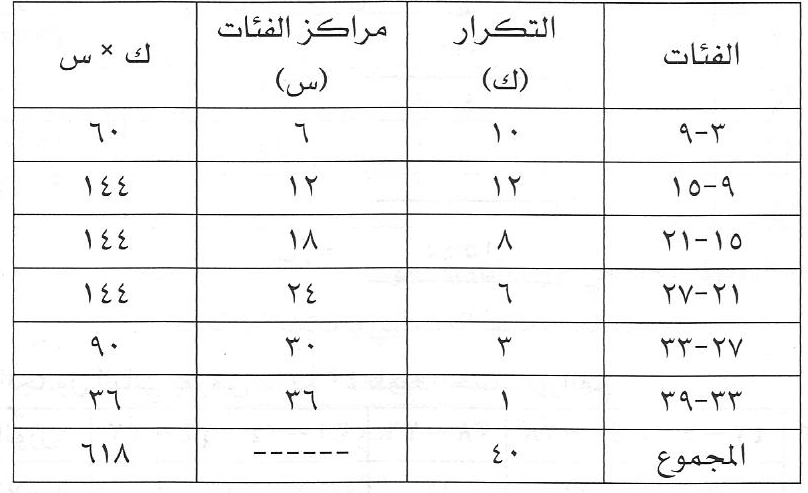 الفئات | التكرار (ك) | مراكز الفئات (س) | ك × س
٣-٩ | ١٠ | ٦ | ٦٠
٩-١٥ | ١٢ | ١٢ | ١٤٤
١٥-٢١ | ٨ | ١٨ | ١٤٤
٢١-٢٧ | ٦ | ٢٤ | ١٤٤
٢٧-٣٣ | ٣ | ٣٠ | ٩٠
٣٣-٣٩ | ١ | ٣٦ | ٣٦
المجموع | ٤٠ | ------ | ٦١٨